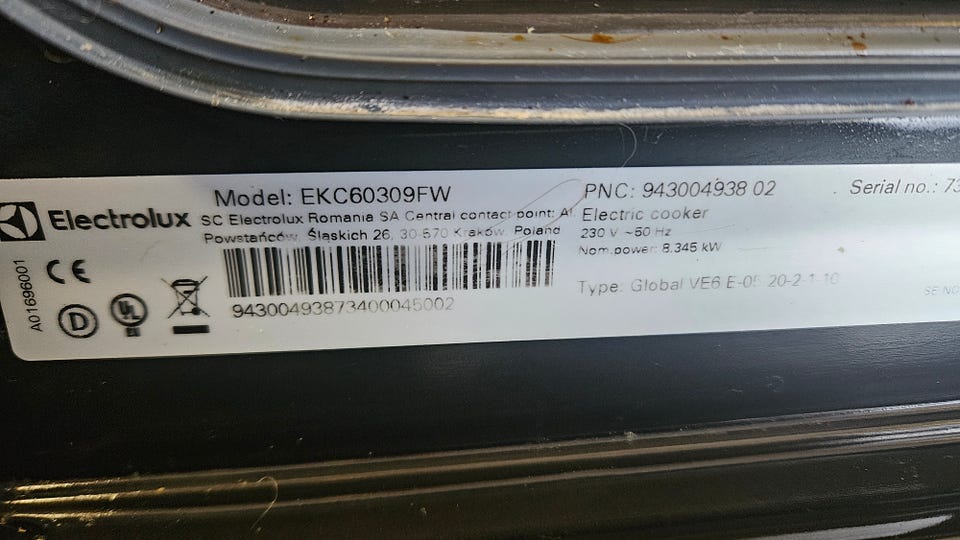 Electrolux
Model: EKC60309FW
SC Electrolux Romania SA Central contact point: Al.
Powstańców Śląskich 26, 30-570 Kraków, Poland
94300493873400045002
A01696001
CE
D
UL
PNC: 943004938 02
Serial no.: 73
Electric cooker
230 V ~50 Hz
Nom.power: 8.345 kW
Type: Global VE6 E-05 20-2-1-10